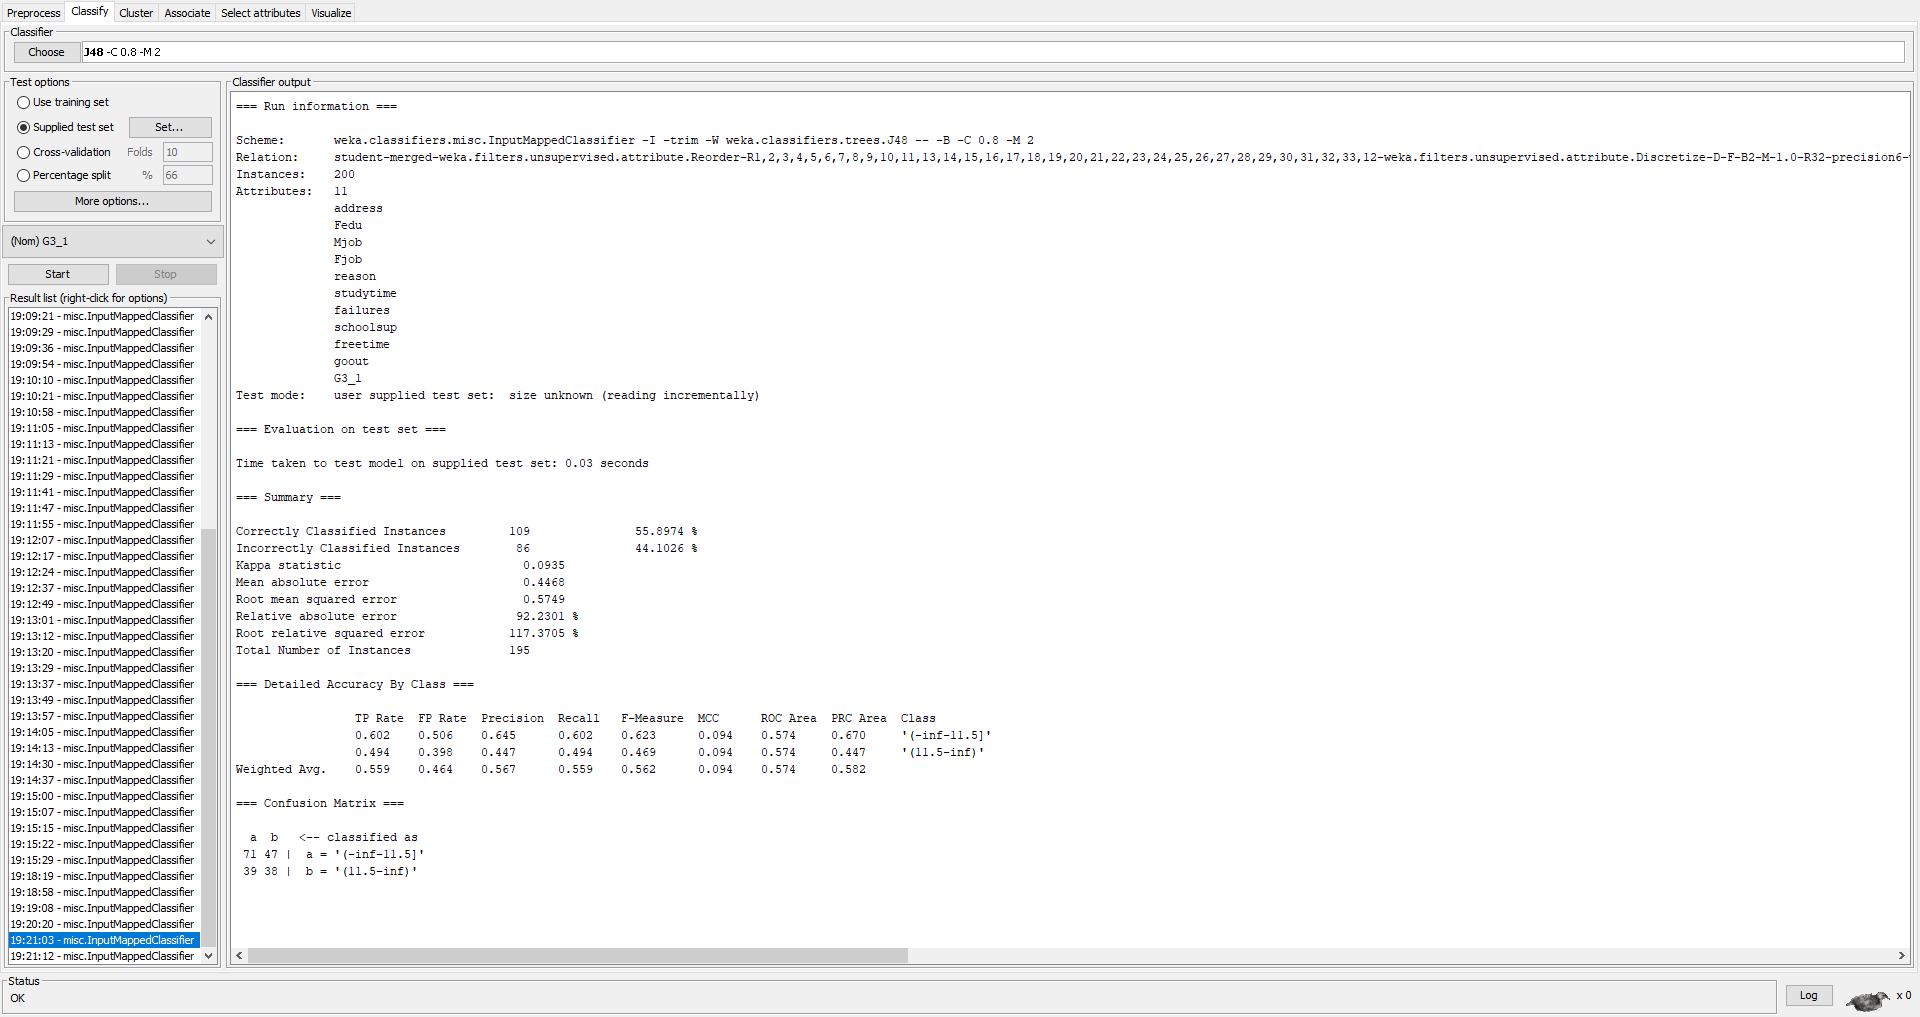 Preprocess Classify Cluster Associate Select attributes Visualize
Classifier
Choose J48 -C 0.8 -M 2
Test options
Use training set
Supplied test set Set...
Cross-validation Folds 10
Percentage split % 66
More options...
(Nom) G3_1
Start Stop
Result list (right-click for options)
19:09:21 - misc.InputMappedClassifier
19:09:29 - misc.InputMappedClassifier
19:09:36 - misc.InputMappedClassifier
19:09:54 - misc.InputMappedClassifier
19:10:10 - misc.InputMappedClassifier
19:10:21 - misc.InputMappedClassifier
19:10:58 - misc.InputMappedClassifier
19:11:05 - misc.InputMappedClassifier
19:11:13 - misc.InputMappedClassifier
19:11:21 - misc.InputMappedClassifier
19:11:29 - misc.InputMappedClassifier
19:11:41 - misc.InputMappedClassifier
19:11:47 - misc.InputMappedClassifier
19:11:55 - misc.InputMappedClassifier
19:12:07 - misc.InputMappedClassifier
19:12:17 - misc.InputMappedClassifier
19:12:24 - misc.InputMappedClassifier
19:12:37 - misc.InputMappedClassifier
19:12:49 - misc.InputMappedClassifier
19:13:01 - misc.InputMappedClassifier
19:13:12 - misc.InputMappedClassifier
19:13:20 - misc.InputMappedClassifier
19:13:29 - misc.InputMappedClassifier
19:13:37 - misc.InputMappedClassifier
19:13:49 - misc.InputMappedClassifier
19:13:57 - misc.InputMappedClassifier
19:14:05 - misc.InputMappedClassifier
19:14:13 - misc.InputMappedClassifier
19:14:30 - misc.InputMappedClassifier
19:14:37 - misc.InputMappedClassifier
19:15:00 - misc.InputMappedClassifier
19:15:07 - misc.InputMappedClassifier
19:15:15 - misc.InputMappedClassifier
19:15:22 - misc.InputMappedClassifier
19:15:29 - misc.InputMappedClassifier
19:18:19 - misc.InputMappedClassifier
19:18:58 - misc.InputMappedClassifier
19:19:08 - misc.InputMappedClassifier
19:20:20 - misc.InputMappedClassifier
19:21:03 - misc.InputMappedClassifier
19:21:12 - misc.InputMappedClassifier
Classifier output
=== Run information ===
Scheme: weka.classifiers.misc.InputMappedClassifier -I -trim -W weka.classifiers.trees.J48 -- -B -C 0.8 -M 2
Relation: student-merged-weka.filters.unsupervised.attribute.Reorder-R1,2,3,4,5,6,7,8,9,10,11,13,14,15,16,17,18,19,20,21,22,23,24,25,26,27,28,29,30,31,32,33,12-weka.filters.unsupervised.attribute.Discretize-D-F-B2-M-1.0-R32-precision6-
Instances: 200
Attributes: 11
address
Fedu
Mjob
Fjob
reason
studytime
failures
schoolsup
freetime
goout
G3_1
Test mode: user supplied test set: size unknown (reading incrementally)
=== Evaluation on test set ===
Time taken to test model on supplied test set: 0.03 seconds
=== Summary ===
Correctly Classified Instances 109 55.8974 %
Incorrectly Classified Instances 86 44.1026 %
Kappa statistic 0.0935
Mean absolute error 0.4468
Root mean squared error 0.5749
Relative absolute error 92.2301 %
Root relative squared error 117.3705 %
Total Number of Instances 195
=== Detailed Accuracy By Class ===
TP Rate FP Rate Precision Recall F-Measure MCC ROC Area PRC Area Class
0.602 0.506 0.645 0.602 0.623 0.094 0.574 0.670 '(-inf-11.5]'
0.494 0.398 0.447 0.494 0.469 0.094 0.574 0.447 '(11.5-inf)'
Weighted Avg. 0.559 0.464 0.567 0.559 0.562 0.094 0.574 0.582
=== Confusion Matrix ===
a b <-- classified as
71 47 | a = '(-inf-11.5]'
39 38 | b = '(11.5-inf)'
Status
OK
Log x 0